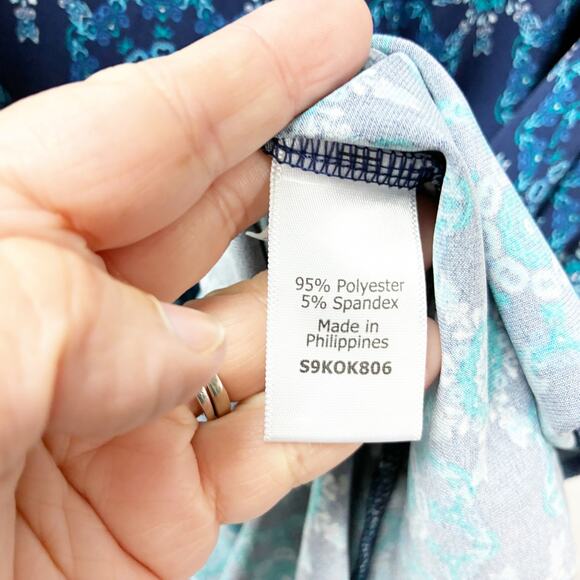 95% Polyester
5% Spandex
Made in
Philippines
S9KOK806